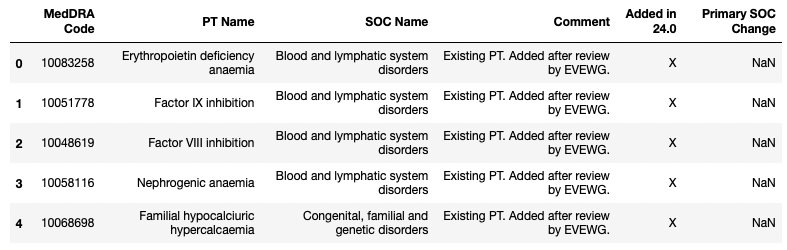 MedDRA Code PT Name SOC Name Comment Added in 24.0 Primary SOC Change
0 10083258 Erythropoietin deficiency anaemia Blood and lymphatic system disorders Existing PT. Added after review by EVEWG. X NaN
1 10051778 Factor IX inhibition Blood and lymphatic system disorders Existing PT. Added after review by EVEWG. X NaN
2 10048619 Factor VIII inhibition Blood and lymphatic system disorders Existing PT. Added after review by EVEWG. X NaN
3 10058116 Nephrogenic anaemia Blood and lymphatic system disorders Existing PT. Added after review by EVEWG. X NaN
4 10068698 Familial hypocalciuric hypercalcaemia Congenital, familial and genetic disorders Existing PT. Added after review by EVEWG. X NaN